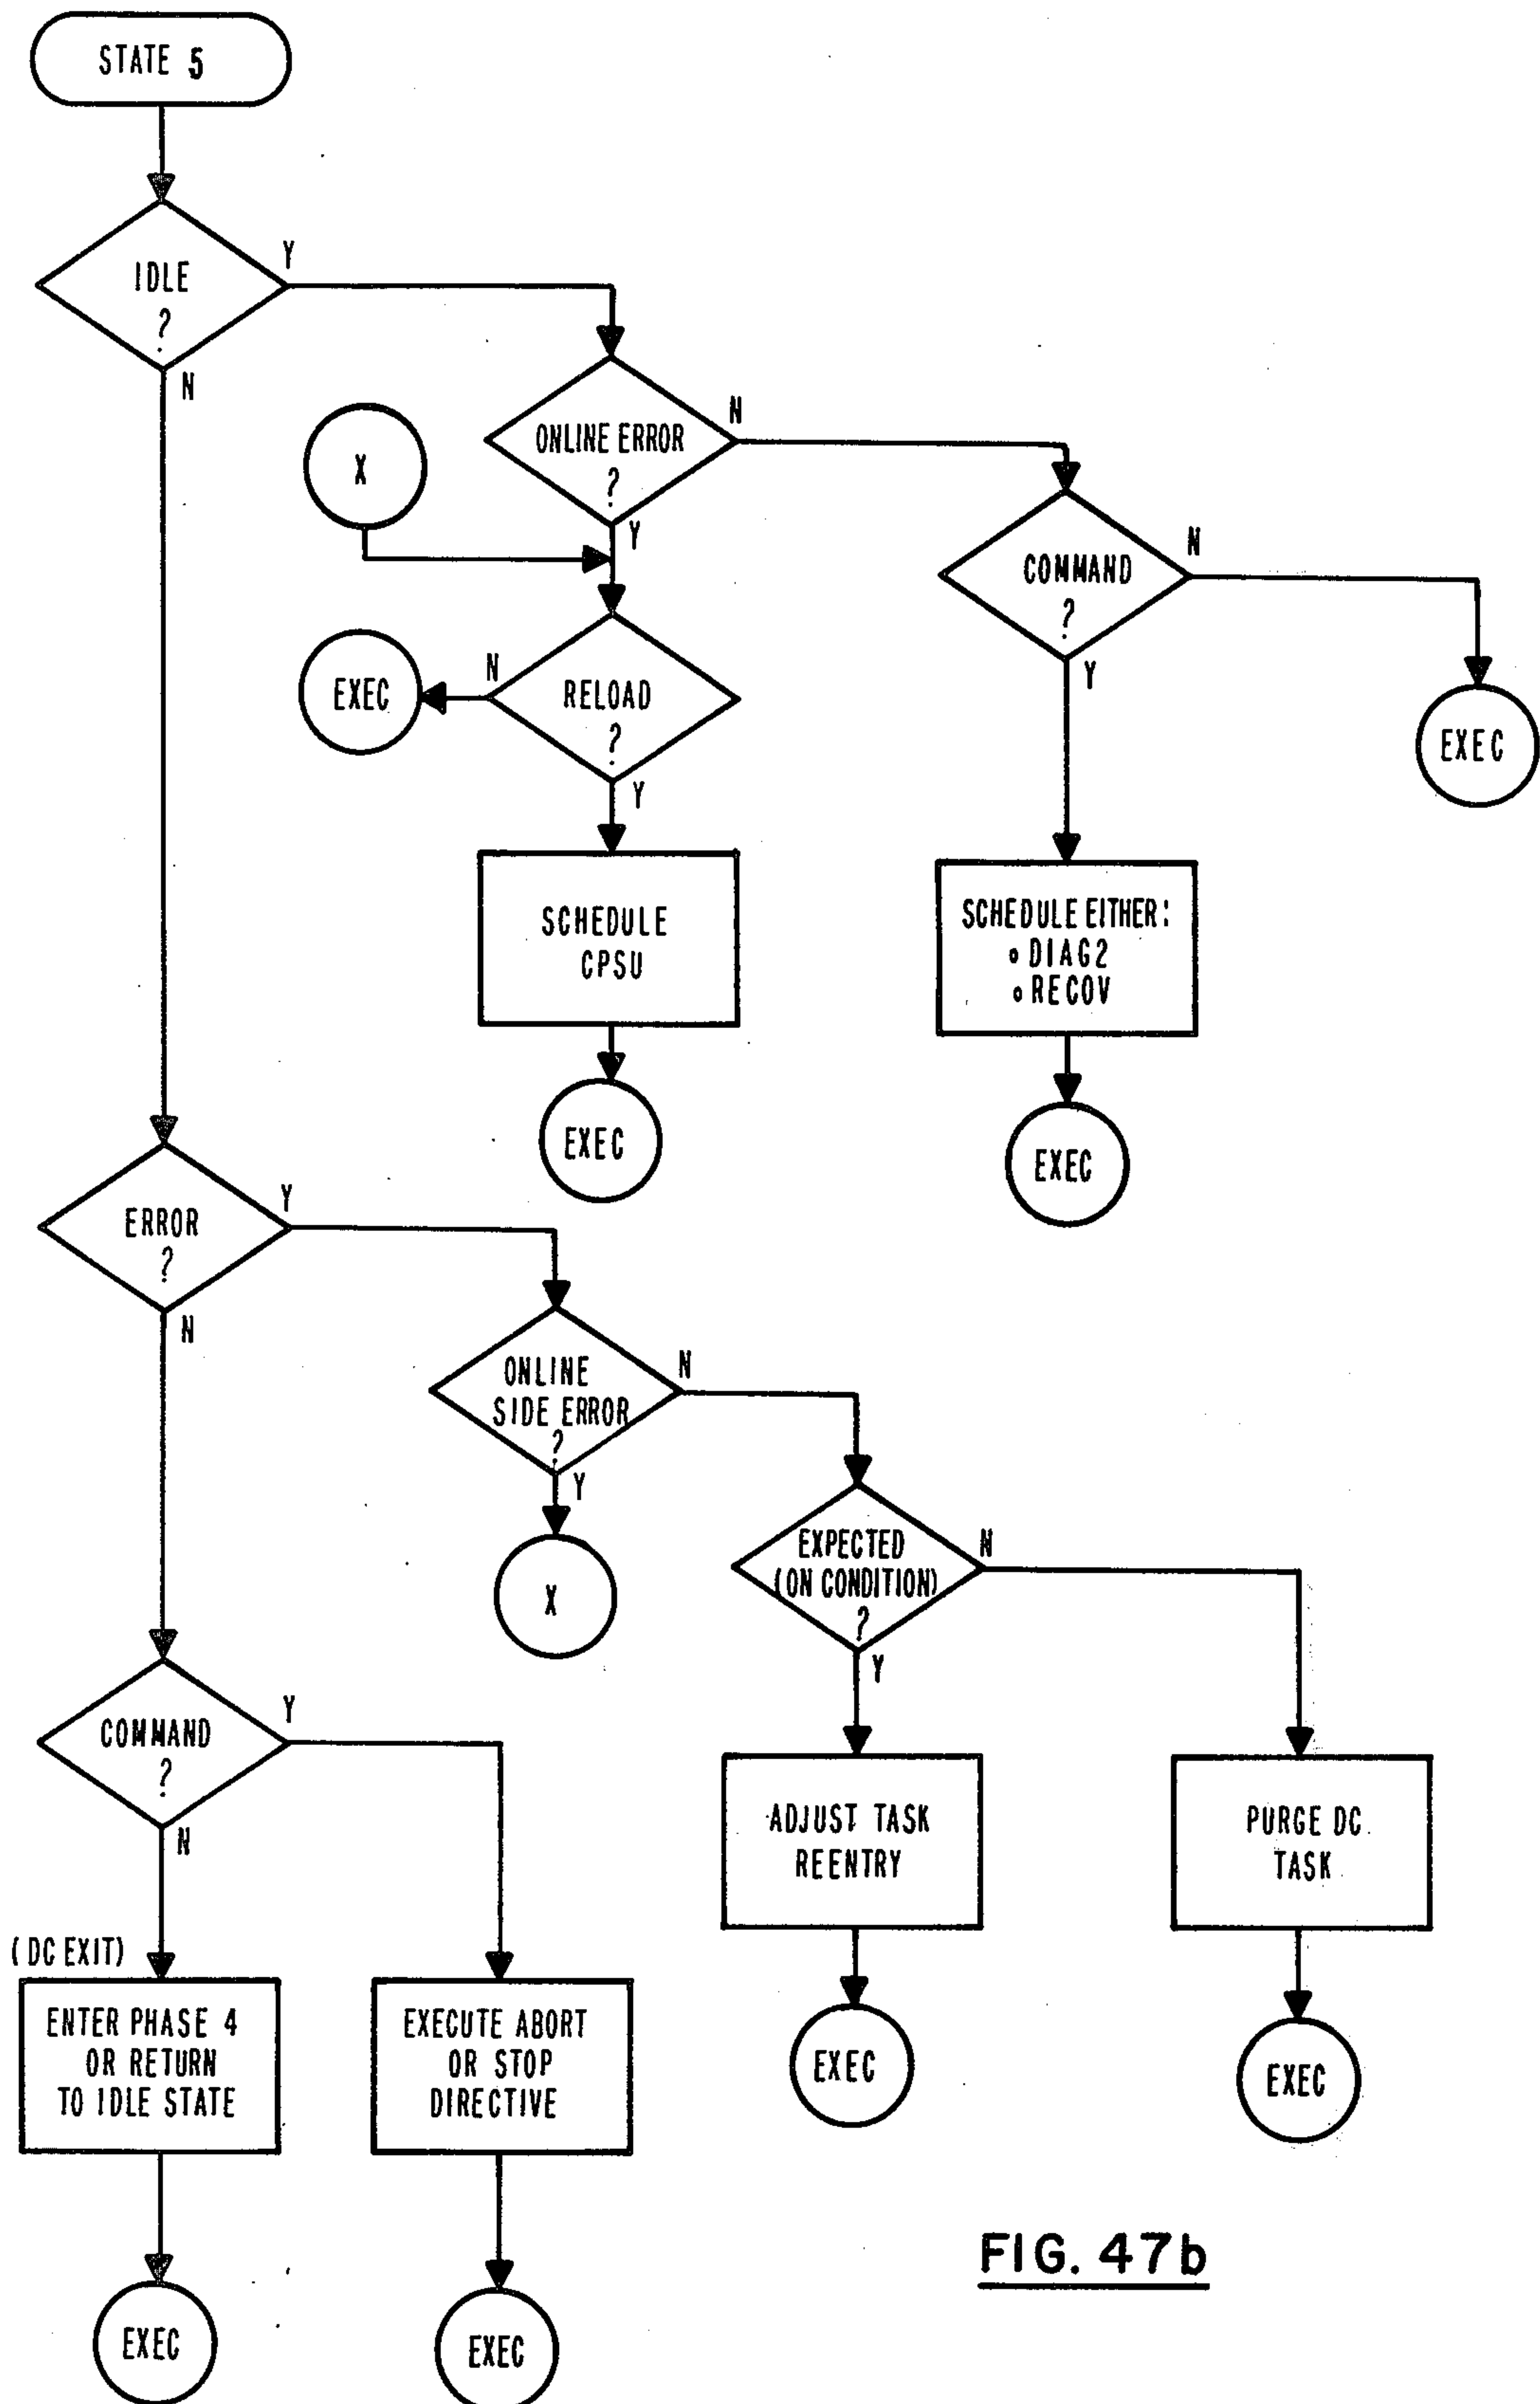 STATE 5
IDLE
?
Y
N
ONLINE ERROR
?
N
Y
X
COMMAND
?
N
Y
RELOAD
?
N
Y
EXEC
EXEC
SCHEDULE
CPSU
SCHEDULE EITHER:
o DIAG2
o RECOV
EXEC
EXEC
ERROR
?
Y
N
ONLINE
SIDE ERROR
?
N
Y
X
EXPECTED
(ON CONDITION)
?
N
Y
COMMAND
?
Y
N
ADJUST TASK
REENTRY
PURGE DC
TASK
(DC EXIT)
ENTER PHASE 4
OR RETURN
TO IDLE STATE
EXECUTE ABORT
OR STOP
DIRECTIVE
EXEC
EXEC
EXEC
EXEC
FIG. 47b